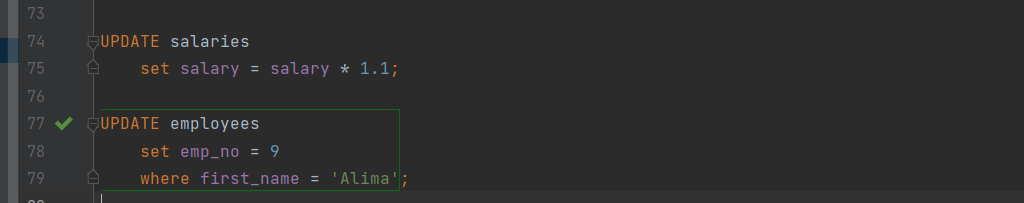 73
74 UPDATE salaries
75 set salary = salary * 1.1;
76
77 UPDATE employees
78 set emp_no = 9
79 where first_name = 'Alima';